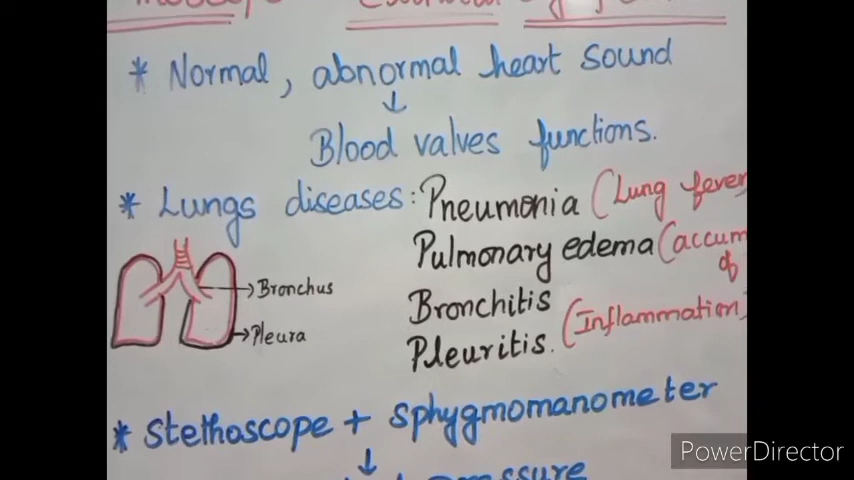 * Normal, abnormal heart sound
↓
Blood valves functions.
* Lungs diseases: Pneumonia (Lung fever
Pulmonary edema (accum
of
Bronchitis
(Inflammation)
Pleuritis.
→Bronchus
→Pleura
* Stethoscope + sphygmomanometer
↓
PowerDirector